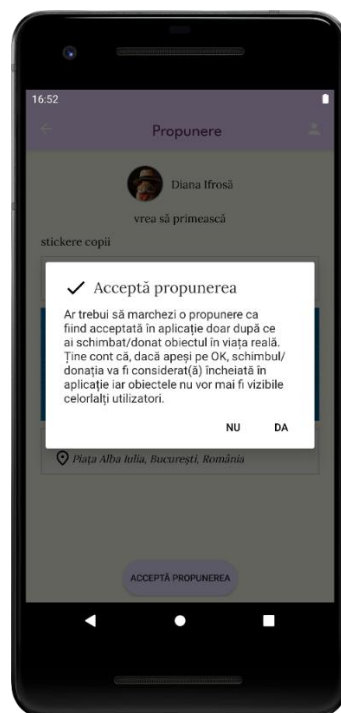 16:52
Propunere
Diana Ifrosă
vrea să primească
stickere copii
Acceptă propunerea
Ar trebui să marchezi o propunere ca
fiind acceptată în aplicație doar după ce
ai schimbat/donat obiectul în viața reală.
Ține cont că, dacă apeși pe OK, schimbul/
donația va fi considerat(ă) încheiată în
aplicație iar obiectele nu vor mai fi vizibile
celorlalți utilizatori.
NU DA
Piața Alba Iulia, București, România
ACCEPTĂ PROPUNEREA